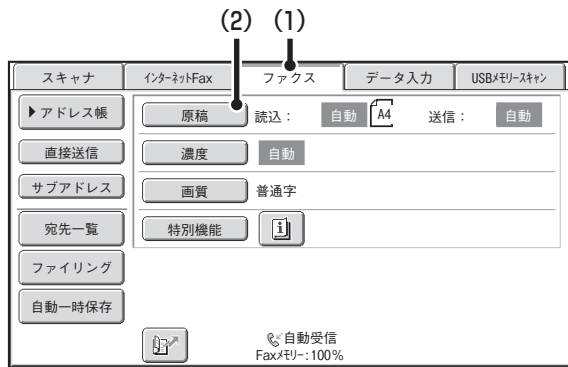 (2) (1)
スキャナ インターネットFax ファクス データ入力 USBメモリースキャン
アドレス帳 原稿 読込： 自動 A4 送信： 自動
直接送信 濃度 自動
サブアドレス 画質 普通字
宛先一覧 特別機能
ファイリング
自動一時保存
自動受信
Faxメモリー:100%